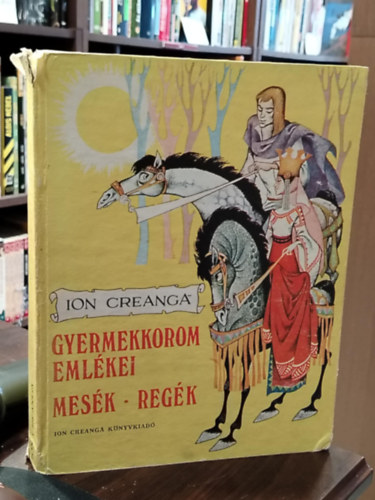 ION CREANGĂ
GYERMEKKOROM
EMLÉKEI
MESÉK - REGÉK
ION CREANGĂ KÖNYVKIADÓ